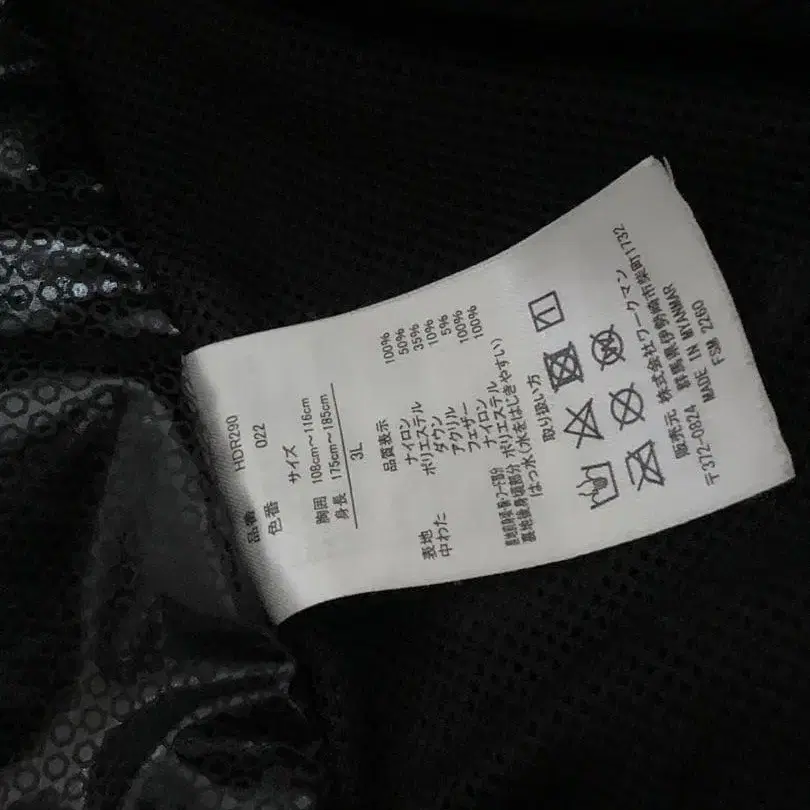 品番 HDR290
色番 022
サイズ
胸囲 108cm～116cm
身長 175cm～185cm
3L
品質表示
表地 ナイロン 100%
中わた ポリエステル 50%
ダウン 35%
アクリル 10%
フェザー 5%
ナイロン 100%
裏地後身頃部分 ポリエステル 100%
はっ水(水をはじきやすい)
取り扱い方
販売元 株式会社ワークマン
〒372-0824 群馬県伊勢崎市柴町1732
MADE IN MYANMAR
FSM 2260